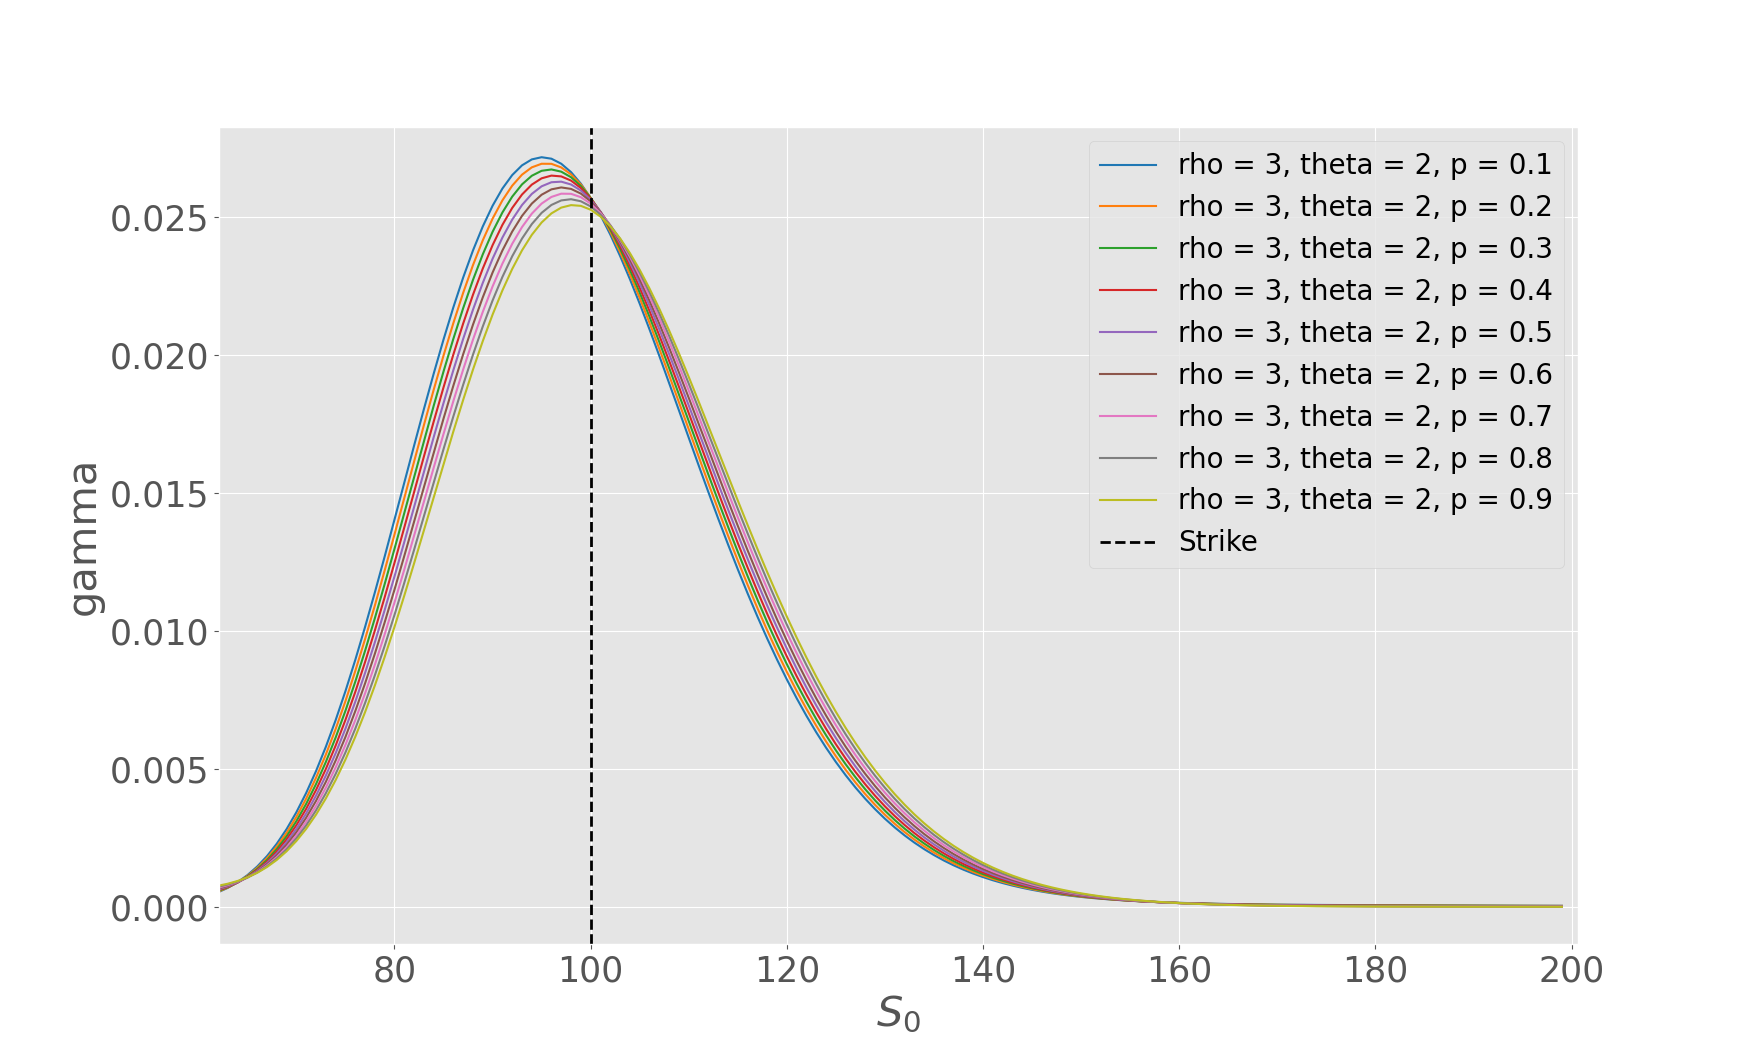 gamma
0.025
0.020
0.015
0.010
0.005
0.000
rho = 3, theta = 2, p = 0.1
rho = 3, theta = 2, p = 0.2
rho = 3, theta = 2, p = 0.3
rho = 3, theta = 2, p = 0.4
rho = 3, theta = 2, p = 0.5
rho = 3, theta = 2, p = 0.6
rho = 3, theta = 2, p = 0.7
rho = 3, theta = 2, p = 0.8
rho = 3, theta = 2, p = 0.9
Strike
80 100 120 140 160 180 200
S₀